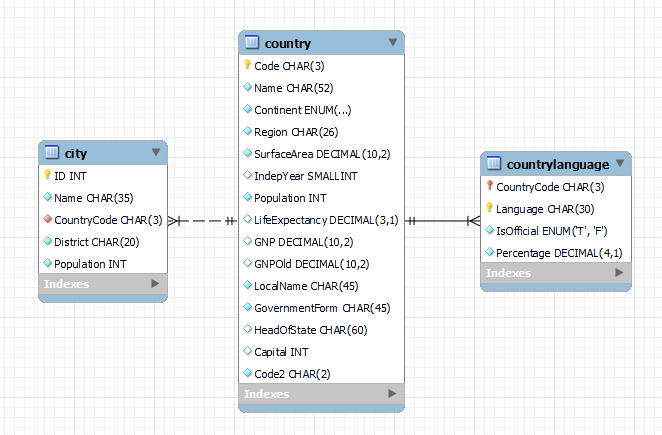 city
ID INT
Name CHAR(35)
CountryCode CHAR(3)
District CHAR(20)
Population INT
Indexes
country
Code CHAR(3)
Name CHAR(52)
Continent ENUM(...)
Region CHAR(26)
SurfaceArea DECIMAL(10,2)
IndepYear SMALLINT
Population INT
LifeExpectancy DECIMAL(3,1)
GNP DECIMAL(10,2)
GNPOld DECIMAL(10,2)
LocalName CHAR(45)
GovernmentForm CHAR(45)
HeadOfState CHAR(60)
Capital INT
Code2 CHAR(2)
Indexes
countrylanguage
CountryCode CHAR(3)
Language CHAR(30)
IsOfficial ENUM('T', 'F')
Percentage DECIMAL(4,1)
Indexes